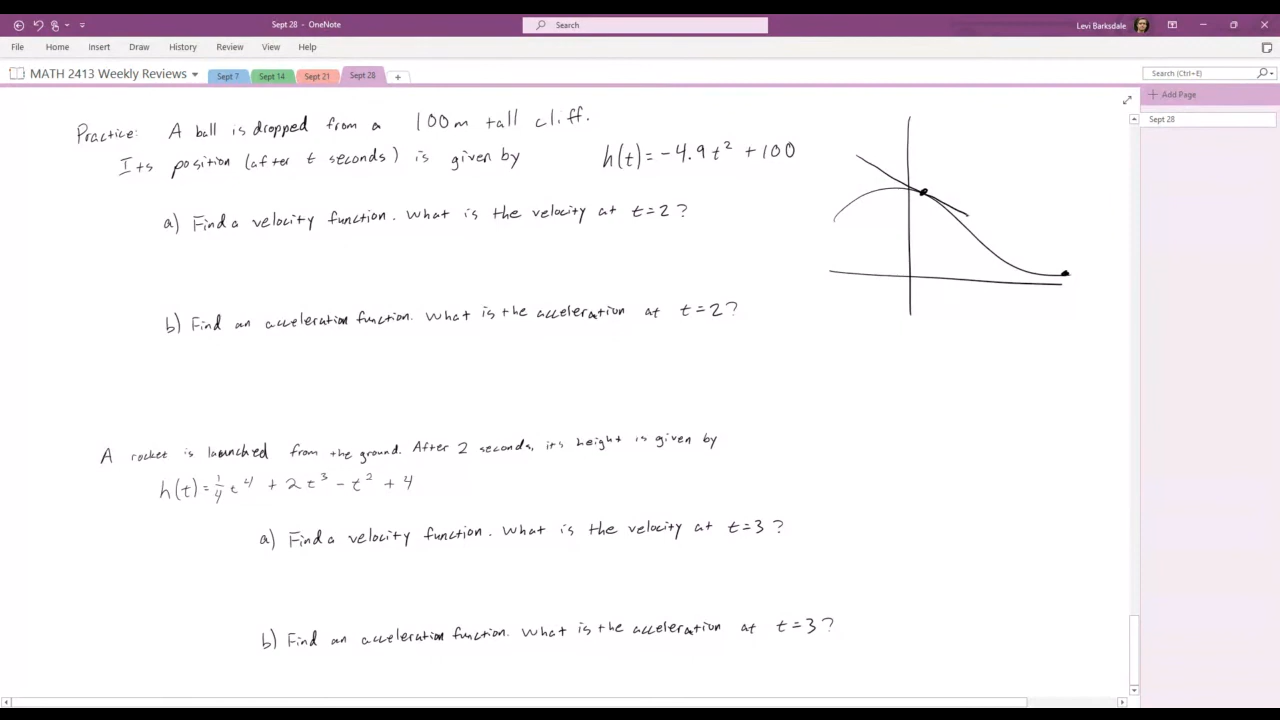 Sept 28 - OneNote
Search
Levi Barksdale
File Home Insert Draw History Review View Help
MATH 2413 Weekly Reviews
Sept 7 Sept 14 Sept 21 Sept 28 +
Search (Ctrl+E)
+ Add Page
Sept 28
Practice: A ball is dropped from a 100m tall cliff.
Its position (after t seconds) is given by h(t) = -4.9t² + 100
a) Find a velocity function. What is the velocity at t=2?
b) Find an acceleration function. What is the acceleration at t=2?
A rocket is launched from the ground. After 2 seconds, its height is given by
h(t) = 1/4 t⁴ + 2t³ - t² + 4
a) Find a velocity function. What is the velocity at t=3?
b) Find an acceleration function. What is the acceleration at t=3?